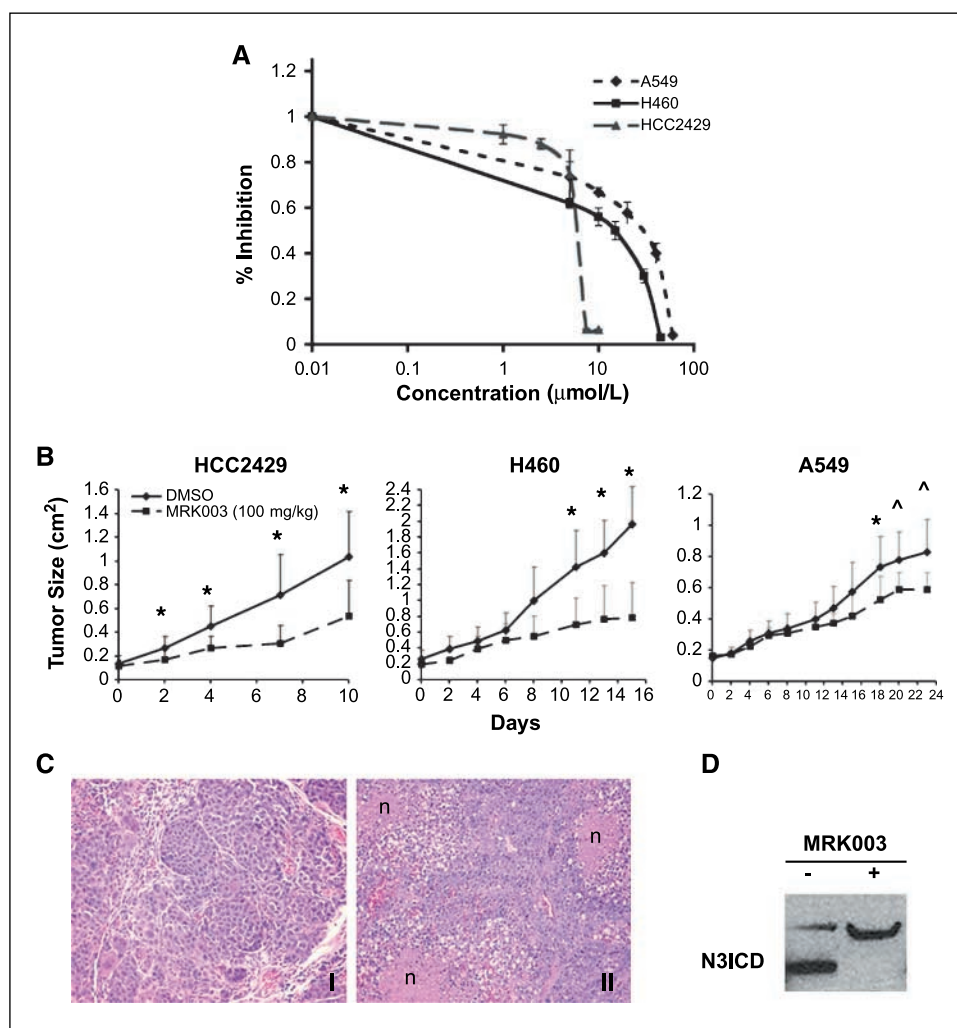 A
1.2
1
0.8
0.6
0.4
0.2
0
% Inhibition
0.01 0.1 1 10 100
Concentration (μmol/L)
A549
H460
HCC2429
B
HCC2429
DMSO
MRK003 (100 mg/kg)
Tumor Size (cm²)
1.6
1.4
1.2
1
0.8
0.6
0.4
0.2
0
* * * *
0 2 4 6 8 10
H460
2.4
2.0
1.8
1.6
1.4
1.2
1.0
0.8
0.6
0.4
0.2
0
* * *
0 2 4 6 8 10 12 14 16
Days
A549
1.2
1
0.8
0.6
0.4
0.2
0
* ^ ^
0 2 4 6 8 10 12 14 16 18 20 22 24
C
I
n
n
n
II
D
MRK003
- +
N3ICD